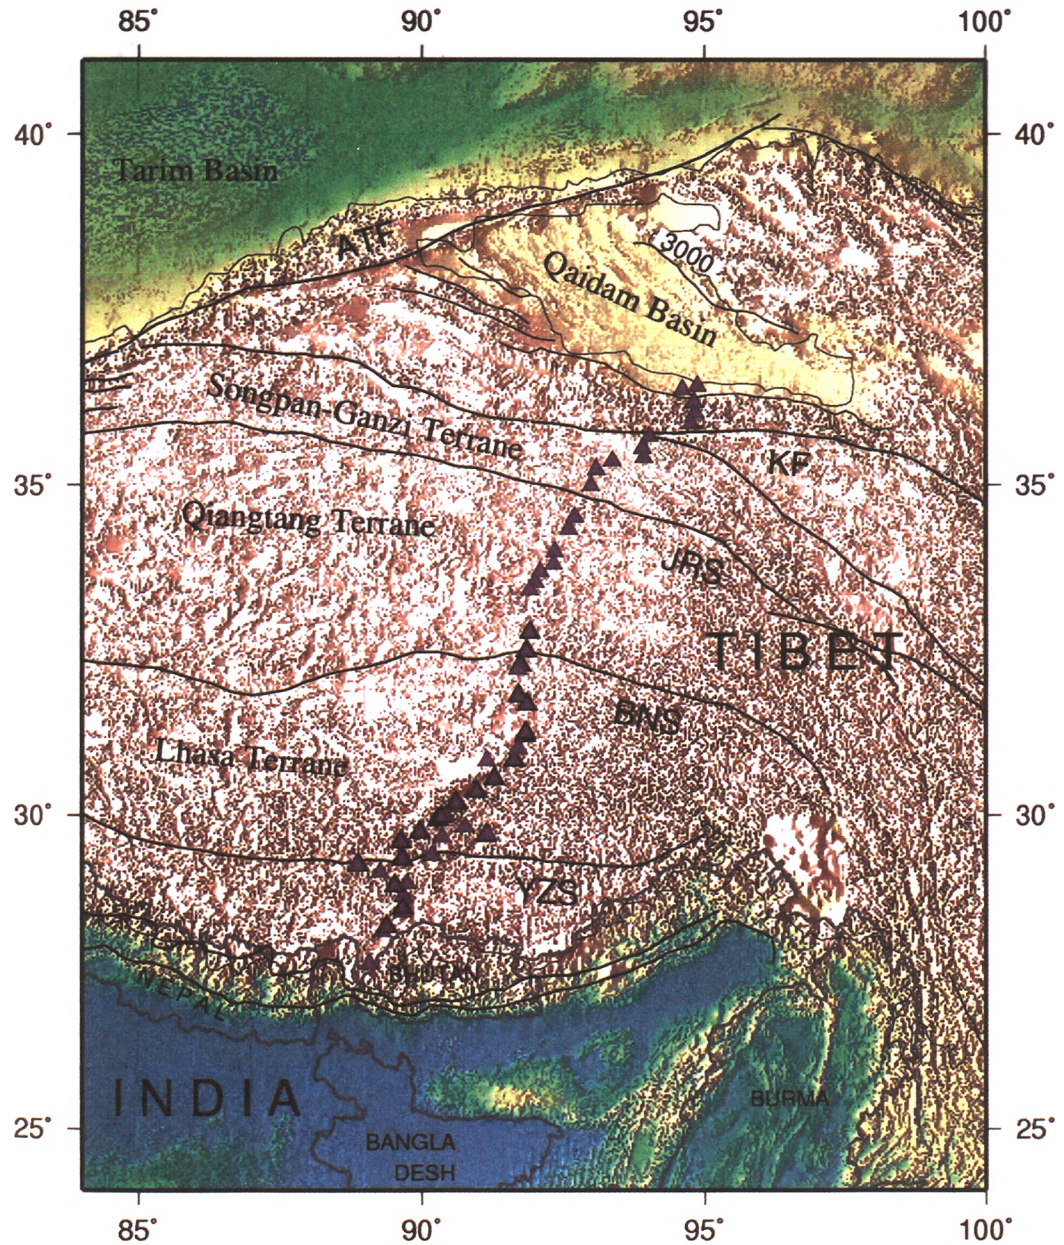 85° 90° 95° 100°
40° 40°
Tarim Basin
ATF
3000
Qaidam Basin
Songpan-Ganzi Terrane
KF
35° 35°
Qiangtang Terrane
JRS
TIBET
BNS
Lhasa Terrane
30° 30°
YZS
BHUTAN
NEPAL
INDIA
BURMA
25° 25°
BANGLA
DESH
85° 90° 95° 100°